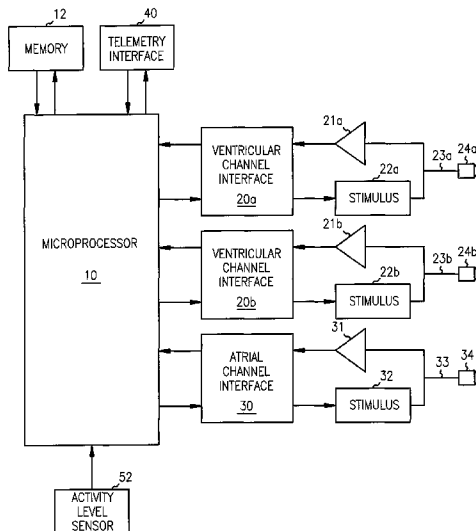 12
MEMORY
40
TELEMETRY
INTERFACE
MICROPROCESSOR
10
VENTRICULAR
CHANNEL
INTERFACE
20a
21a
22a
STIMULUS
23a
24a
VENTRICULAR
CHANNEL
INTERFACE
20b
21b
22b
STIMULUS
23b
24b
ATRIAL
CHANNEL
INTERFACE
30
31
32
STIMULUS
33
34
52
ACTIVITY
LEVEL
SENSOR